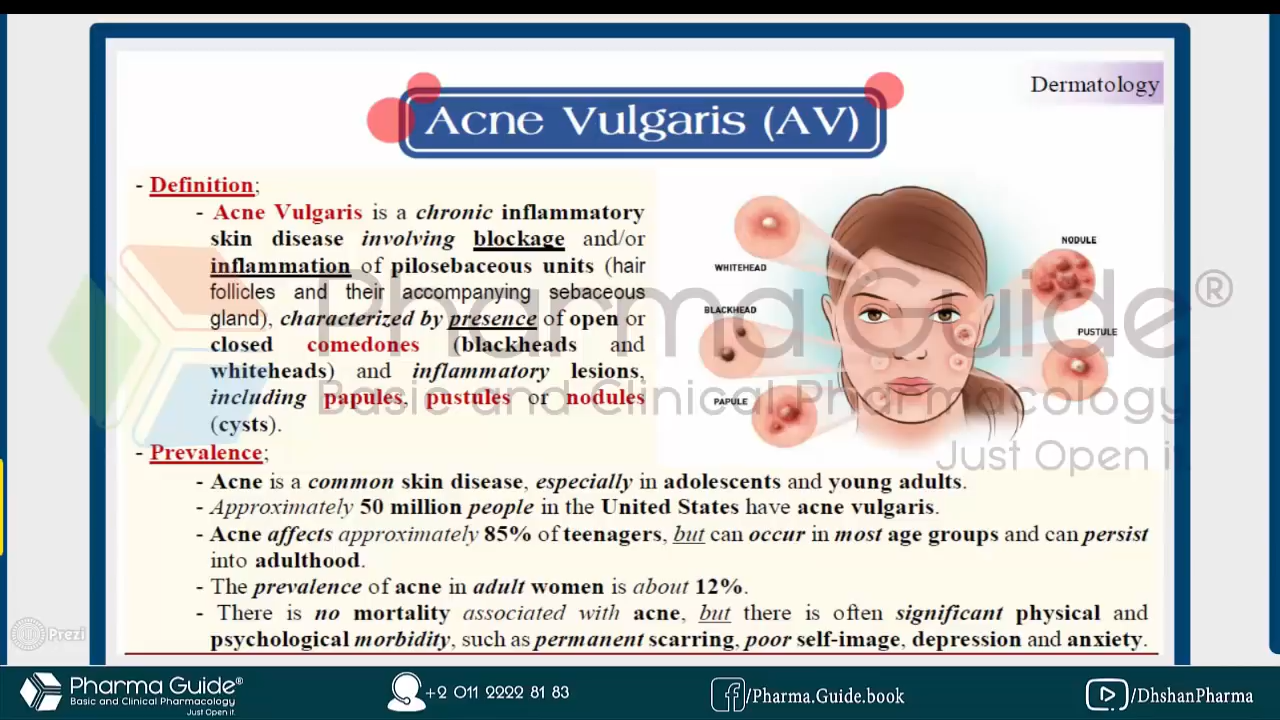 Dermatology
Acne Vulgaris (AV)
- Definition;
- Acne Vulgaris is a chronic inflammatory
skin disease involving blockage and/or
inflammation of pilosebaceous units (hair
follicles and their accompanying sebaceous
gland), characterized by presence of open or
closed comedones (blackheads and
whiteheads) and inflammatory lesions,
including papules, pustules or nodules
(cysts).
WHITEHEAD
BLACKHEAD
PAPULE
NODULE
PUSTULE
Pharma Guide®
Basic and Clinical Pharmacology
Just Open it
- Prevalence;
- Acne is a common skin disease, especially in adolescents and young adults.
- Approximately 50 million people in the United States have acne vulgaris.
- Acne affects approximately 85% of teenagers, but can occur in most age groups and can persist
into adulthood.
- The prevalence of acne in adult women is about 12%.
- There is no mortality associated with acne, but there is often significant physical and
psychological morbidity, such as permanent scarring, poor self-image, depression and anxiety.
Prezi
Pharma Guide®
Basic and Clinical Pharmacology
Just Open it.
+2 011 2222 81 83
/Pharma.Guide.book
/DhshanPharma